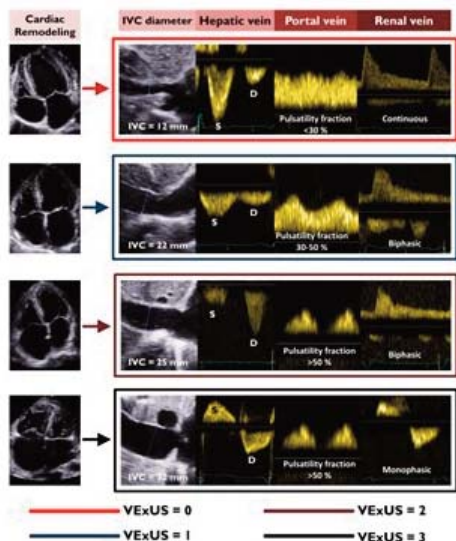 Cardiac Remodeling
IVC diameter Hepatic vein Portal vein Renal vein
IVC = 12 mm S D Pulsatility fraction <30 % Continuous
IVC = 22 mm S D Pulsatility fraction 30-50 % Biphasic
IVC = 25 mm S D Pulsatility fraction >50 % Biphasic
S D Pulsatility fraction >50 % Monophasic
VExUS = 0 VExUS = 2
VExUS = 1 VExUS = 3